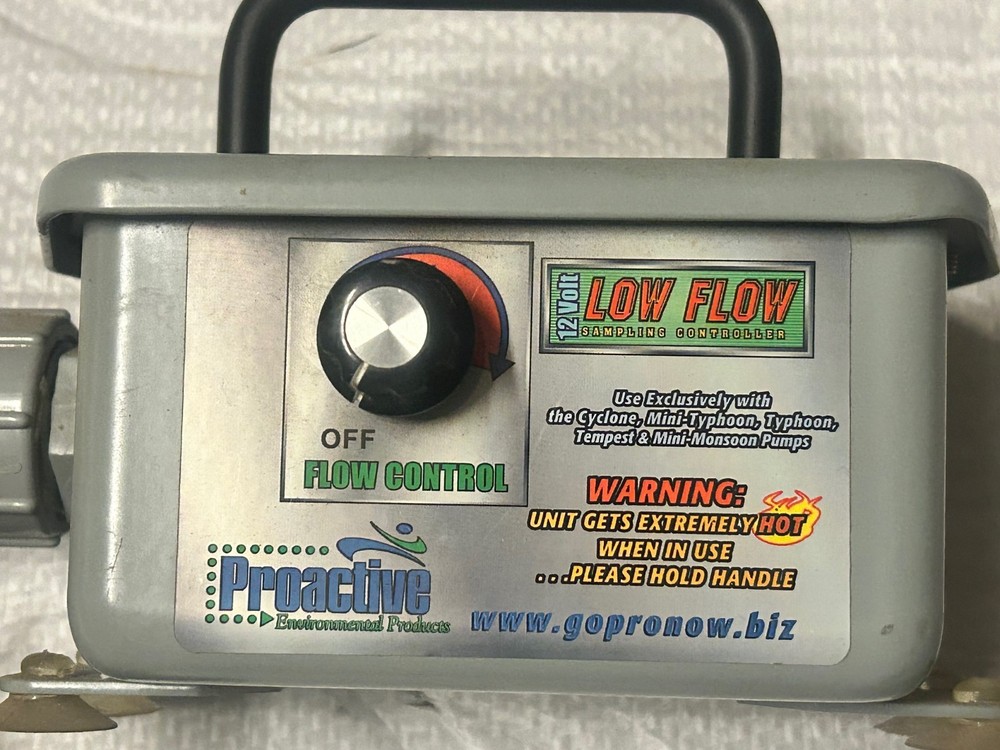 OFF
FLOW CONTROL
12 Volt
LOW FLOW
SAMPLING CONTROLLER
Use Exclusively with
the Cyclone, Mini-Typhoon, Typhoon,
Tempest & Mini-Monsoon Pumps
WARNING:
UNIT GETS EXTREMELY HOT
WHEN IN USE
...PLEASE HOLD HANDLE
Proactive
Environmental Products
www.gopronow.biz